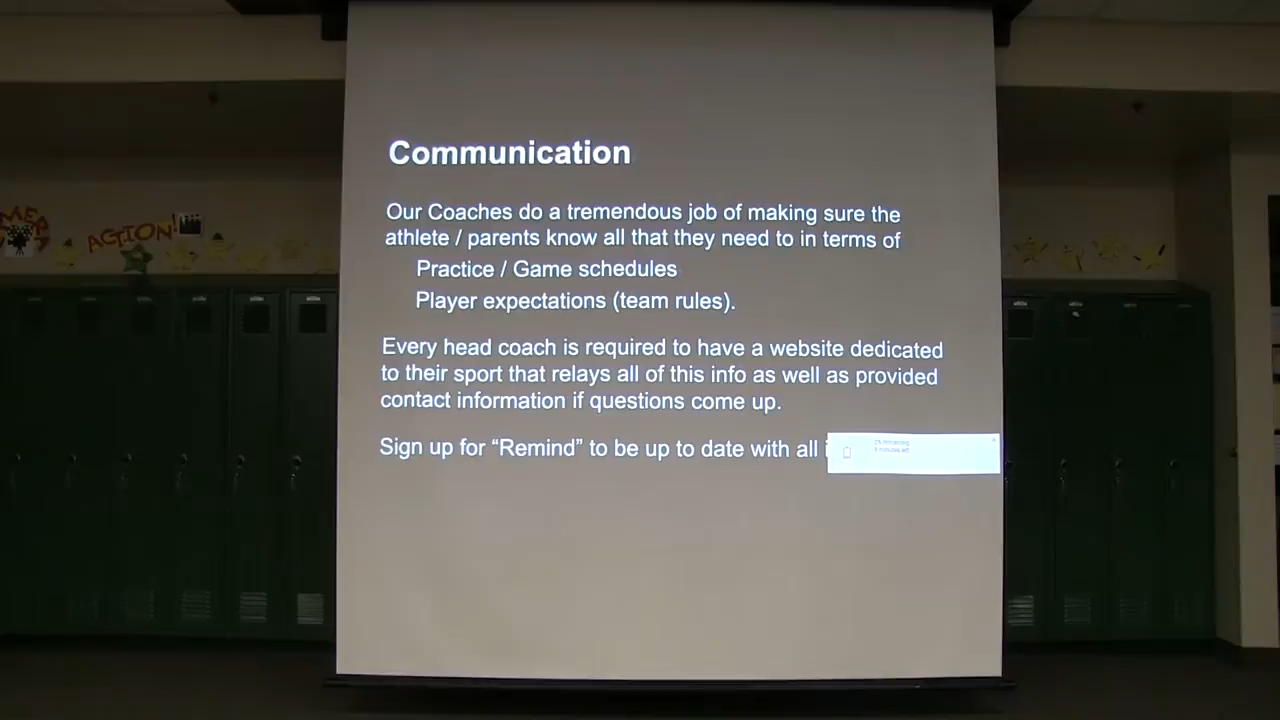 Communication
Our Coaches do a tremendous job of making sure the
athlete / parents know all that they need to in terms of
Practice / Game schedules
Player expectations (team rules).
Every head coach is required to have a website dedicated
to their sport that relays all of this info as well as provided
contact information if questions come up.
Sign up for “Remind” to be up to date with all
ACTION!